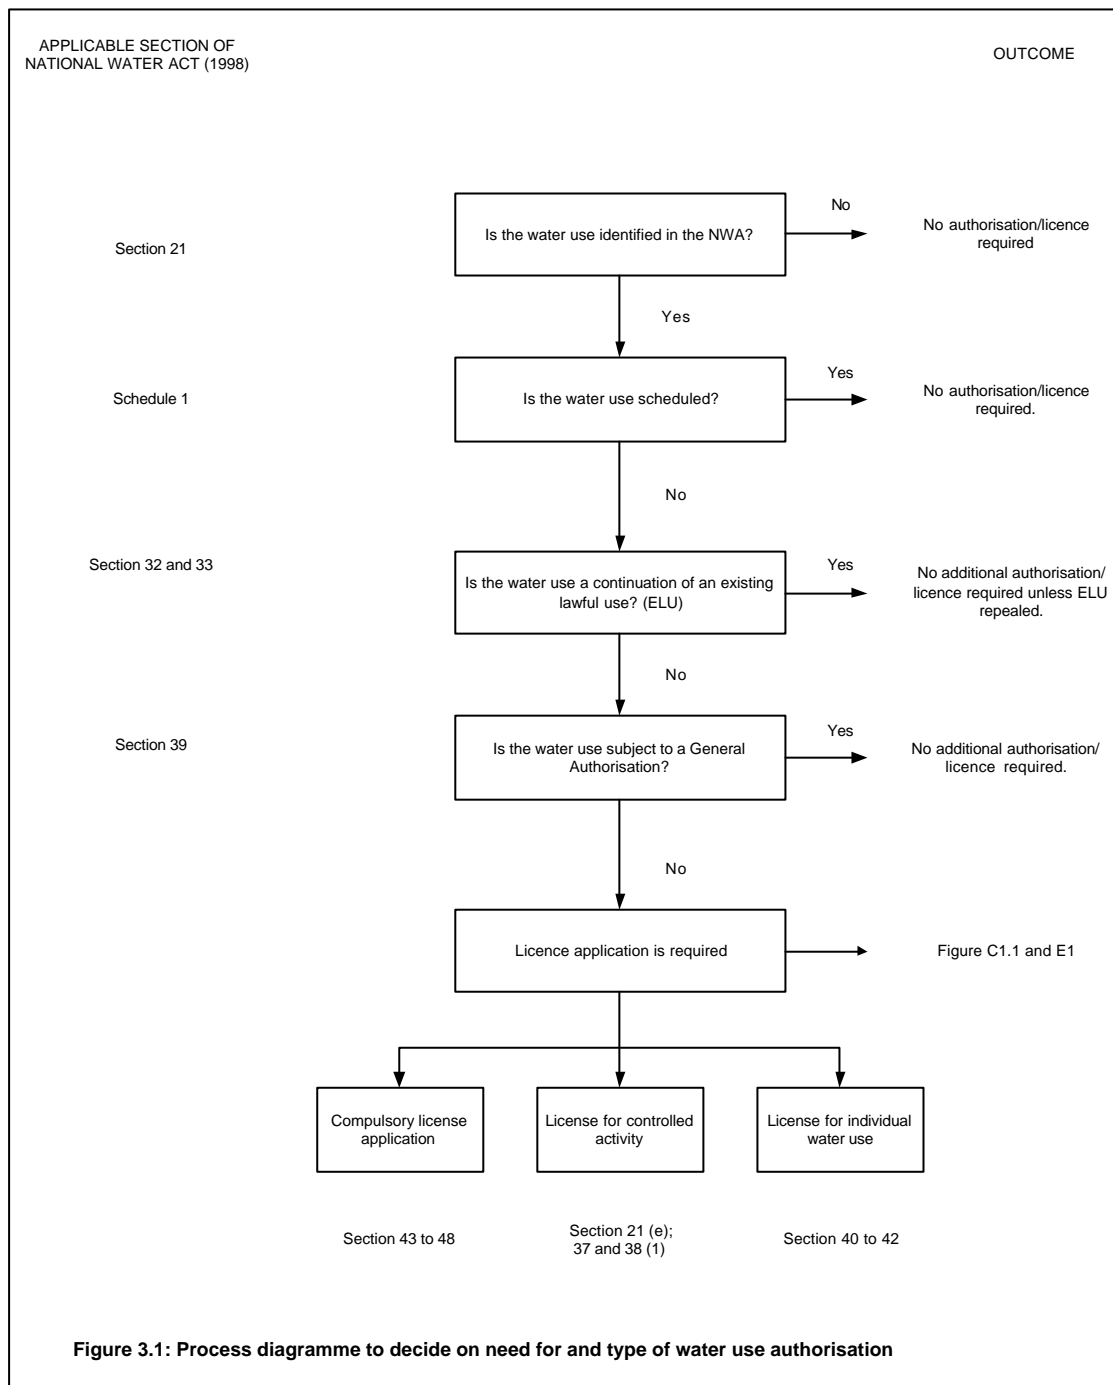 APPLICABLE SECTION OF
NATIONAL WATER ACT (1998)
OUTCOME
Section 21
Is the water use identified in the NWA?
No
No authorisation/licence
required
Yes
Schedule 1
Is the water use scheduled?
Yes
No authorisation/licence
required.
No
Section 32 and 33
Is the water use a continuation of an existing
lawful use? (ELU)
Yes
No additional authorisation/
licence required unless ELU
repealed.
No
Section 39
Is the water use subject to a General
Authorisation?
Yes
No additional authorisation/
licence required.
No
Licence application is required
Figure C1.1 and E1
Compulsory license
application
License for controlled
activity
License for individual
water use
Section 43 to 48
Section 21 (e);
37 and 38 (1)
Section 40 to 42
Figure 3.1: Process diagramme to decide on need for and type of water use authorisation